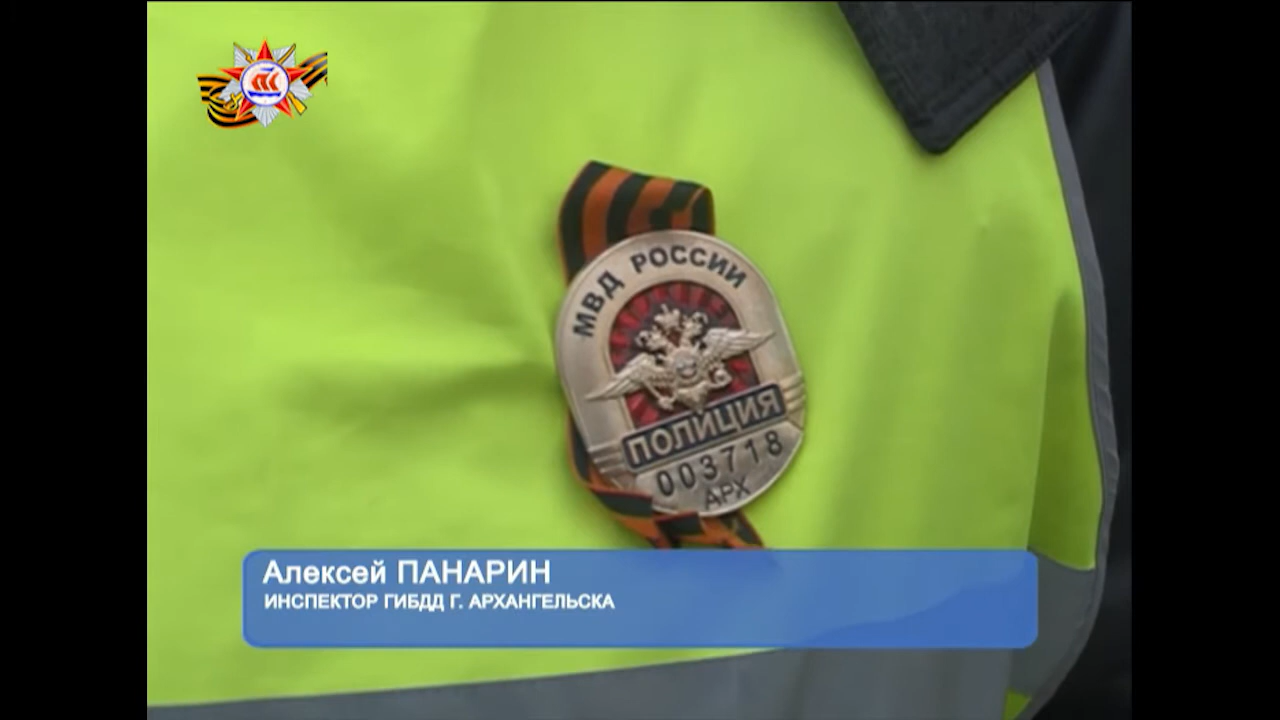 МВД РОССИИ
ПОЛИЦИЯ
003718
АРХ
Алексей ПАНАРИН
ИНСПЕКТОР ГИБДД Г. АРХАНГЕЛЬСКА